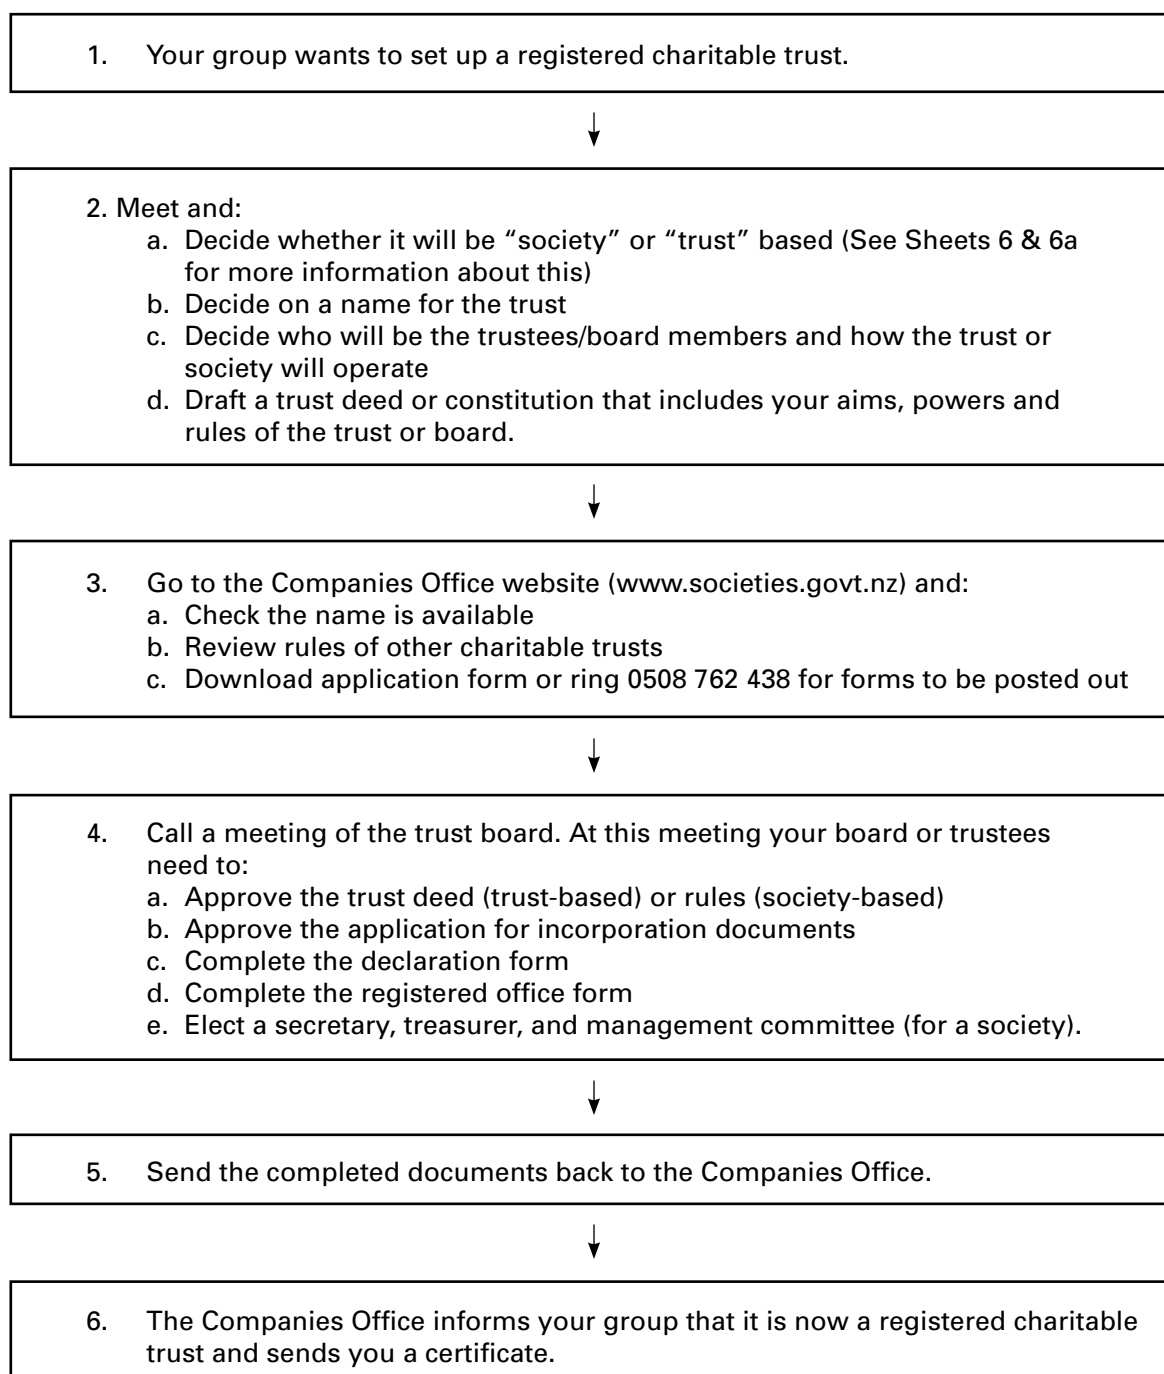 1. Your group wants to set up a registered charitable trust.
2. Meet and:
a. Decide whether it will be “society” or “trust” based (See Sheets 6 & 6a
for more information about this)
b. Decide on a name for the trust
c. Decide who will be the trustees/board members and how the trust or
society will operate
d. Draft a trust deed or constitution that includes your aims, powers and
rules of the trust or board.
3. Go to the Companies Office website (www.societies.govt.nz) and:
a. Check the name is available
b. Review rules of other charitable trusts
c. Download application form or ring 0508 762 438 for forms to be posted out
4. Call a meeting of the trust board. At this meeting your board or trustees
need to:
a. Approve the trust deed (trust-based) or rules (society-based)
b. Approve the application for incorporation documents
c. Complete the declaration form
d. Complete the registered office form
e. Elect a secretary, treasurer, and management committee (for a society).
5. Send the completed documents back to the Companies Office.
6. The Companies Office informs your group that it is now a registered charitable
trust and sends you a certificate.